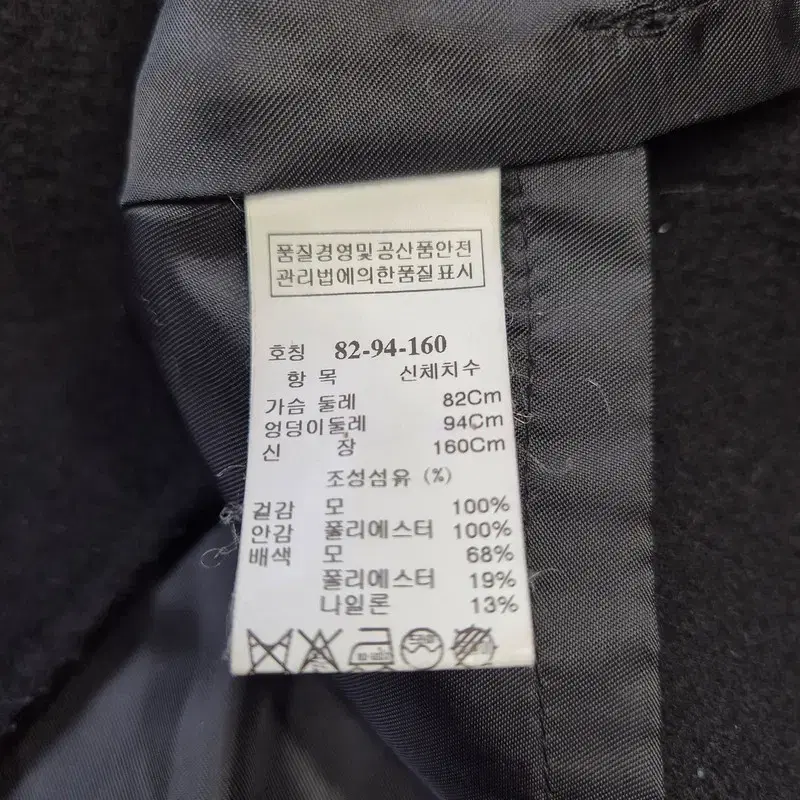 품질경영및공산품안전
관리법에의한품질표시
호칭 82-94-160
항 목 신체치수
가슴 둘레 82Cm
엉덩이둘레 94Cm
신 장 160Cm
조성섬유 (%)
겉감 모 100%
안감 폴리에스터 100%
배색 모 68%
폴리에스터 19%
나일론 13%